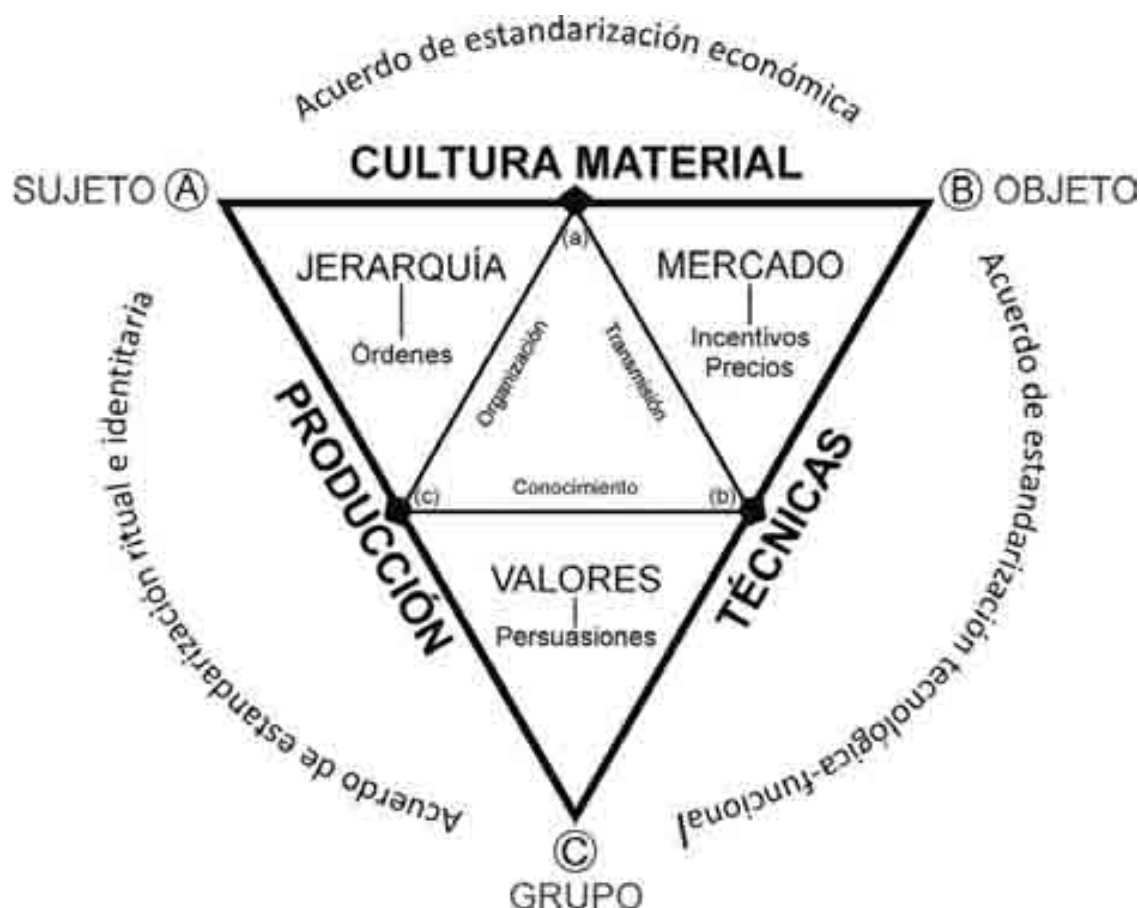 Acuerdo de estandarización económica
CULTURA MATERIAL
SUJETO A
B OBJETO
(a)
JERARQUÍA
Órdenes
MERCADO
Incentivos
Precios
Organización
Transmisión
Conocimiento
(c)
(b)
PRODUCCIÓN
TÉCNICAS
VALORES
Persuasiones
Acuerdo de estandarización ritual e identitaria
Acuerdo de estandarización tecnológica-funcional
C
GRUPO